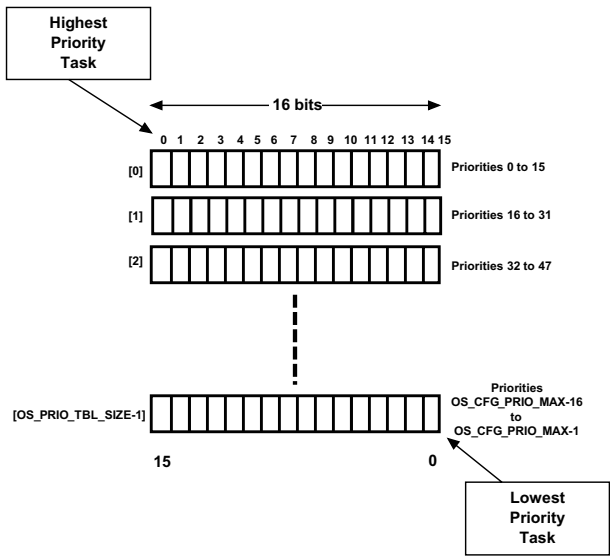 Highest
Priority
Task
16 bits
0 1 2 3 4 5 6 7 8 9 10 11 12 13 14 15
[0] Priorities 0 to 15
[1] Priorities 16 to 31
[2] Priorities 32 to 47
Priorities
OS_CFG_PRIO_MAX-16
[OS_PRIO_TBL_SIZE-1] to
OS_CFG_PRIO_MAX-1
15 0
Lowest
Priority
Task